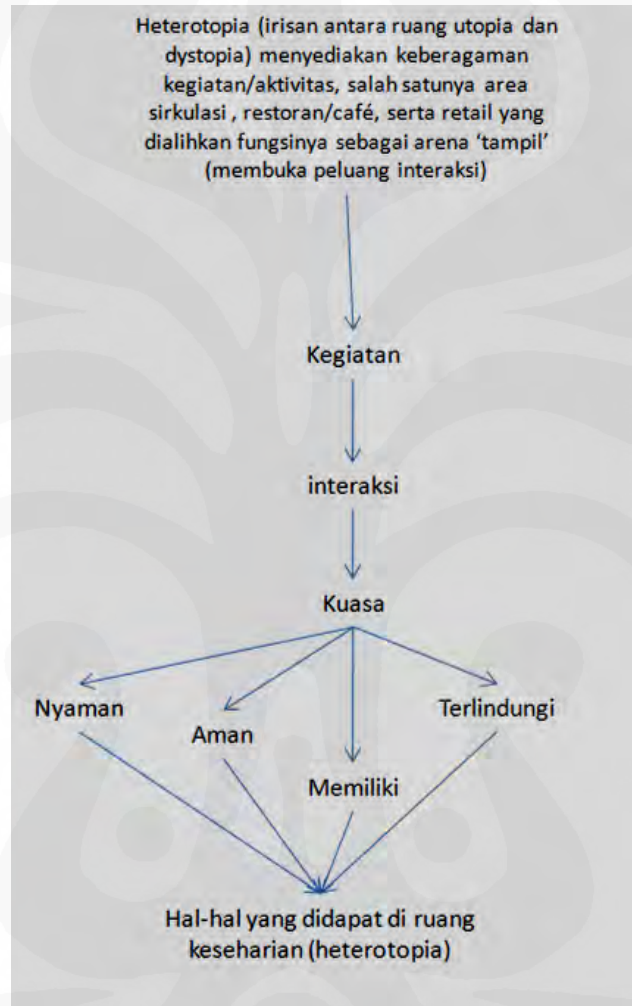 Heterotopia (irisan antara ruang utopia dan
dystopia) menyediakan keberagaman
kegiatan/aktivitas, salah satunya area
sirkulasi , restoran/café, serta retail yang
dialihkan fungsinya sebagai arena ‘tampil’
(membuka peluang interaksi)
Kegiatan
interaksi
Kuasa
Nyaman
Aman
Memiliki
Terlindungi
Hal-hal yang didapat di ruang
keseharian (heterotopia)